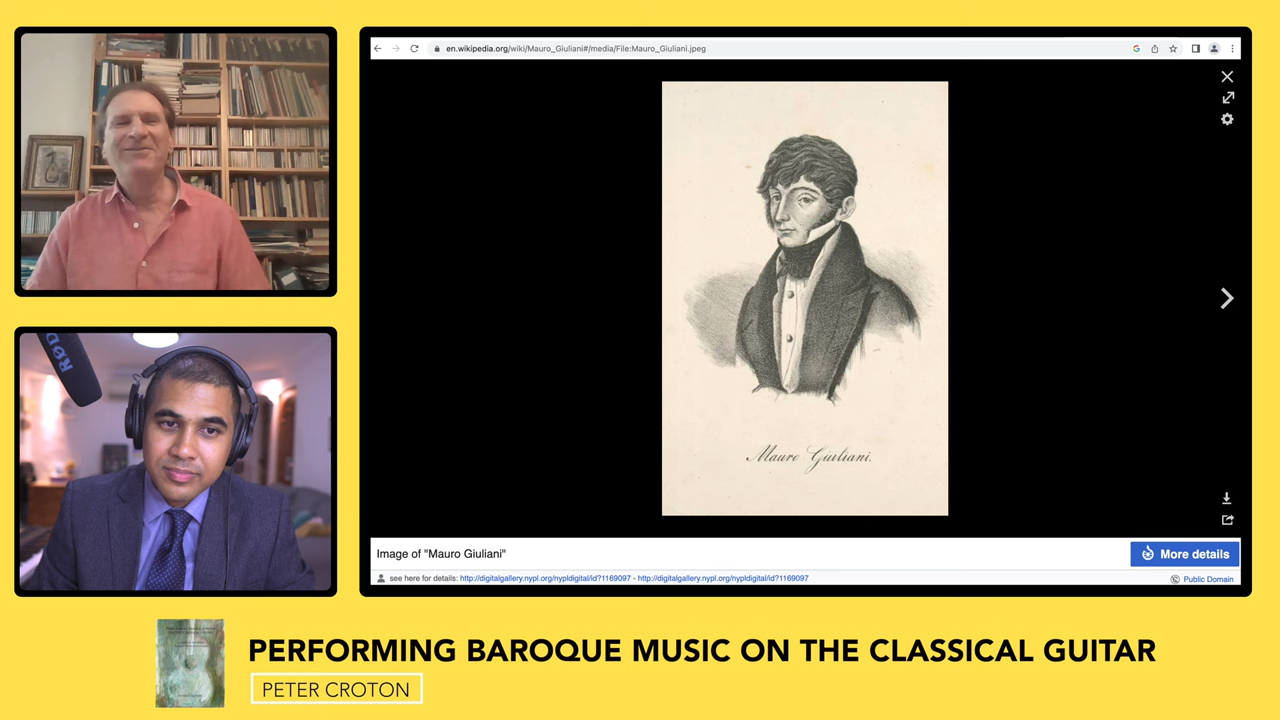 en.wikipedia.org/wiki/Mauro_Giuliani#/media/File:Mauro_Giuliani.jpeg
RØD
Mauro Giuliani.
Image of "Mauro Giuliani"
More details
see here for details: http://digitalgallery.nypl.org/nypldigital/id?1169097 - http://digitalgallery.nypl.org/nypldigital/id?1169097
Public Domain
PERFORMING BAROQUE MUSIC ON THE CLASSICAL GUITAR
PETER CROTON